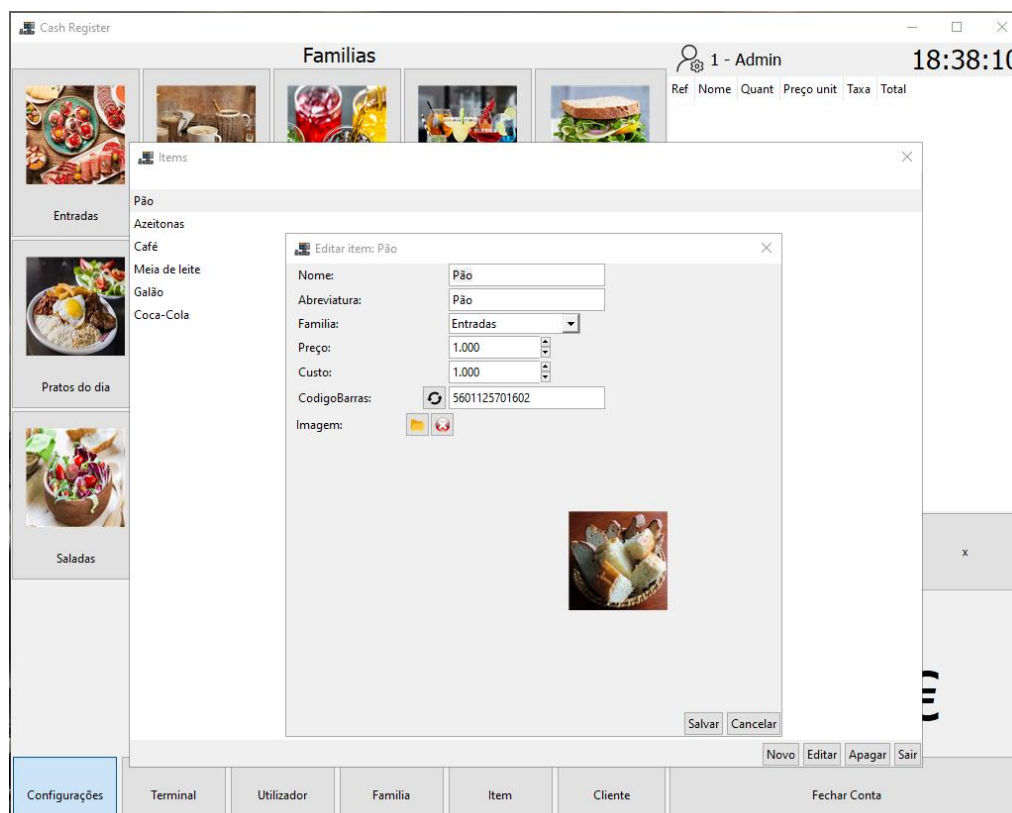 Cash Register
Familias
1 - Admin
18:38:10
Ref Nome Quant Preço unit Taxa Total
Entradas
Pratos do dia
Saladas
Items
Pão
Azeitonas
Café
Meia de leite
Galão
Coca-Cola
Editar item: Pão
Nome: Pão
Abreviatura: Pão
Familia: Entradas
Preço: 1.000
Custo: 1.000
CodigoBarras: 5601125701602
Imagem:
Salvar Cancelar
Novo Editar Apagar Sair
x
€
Configurações Terminal Utilizador Familia Item Cliente Fechar Conta